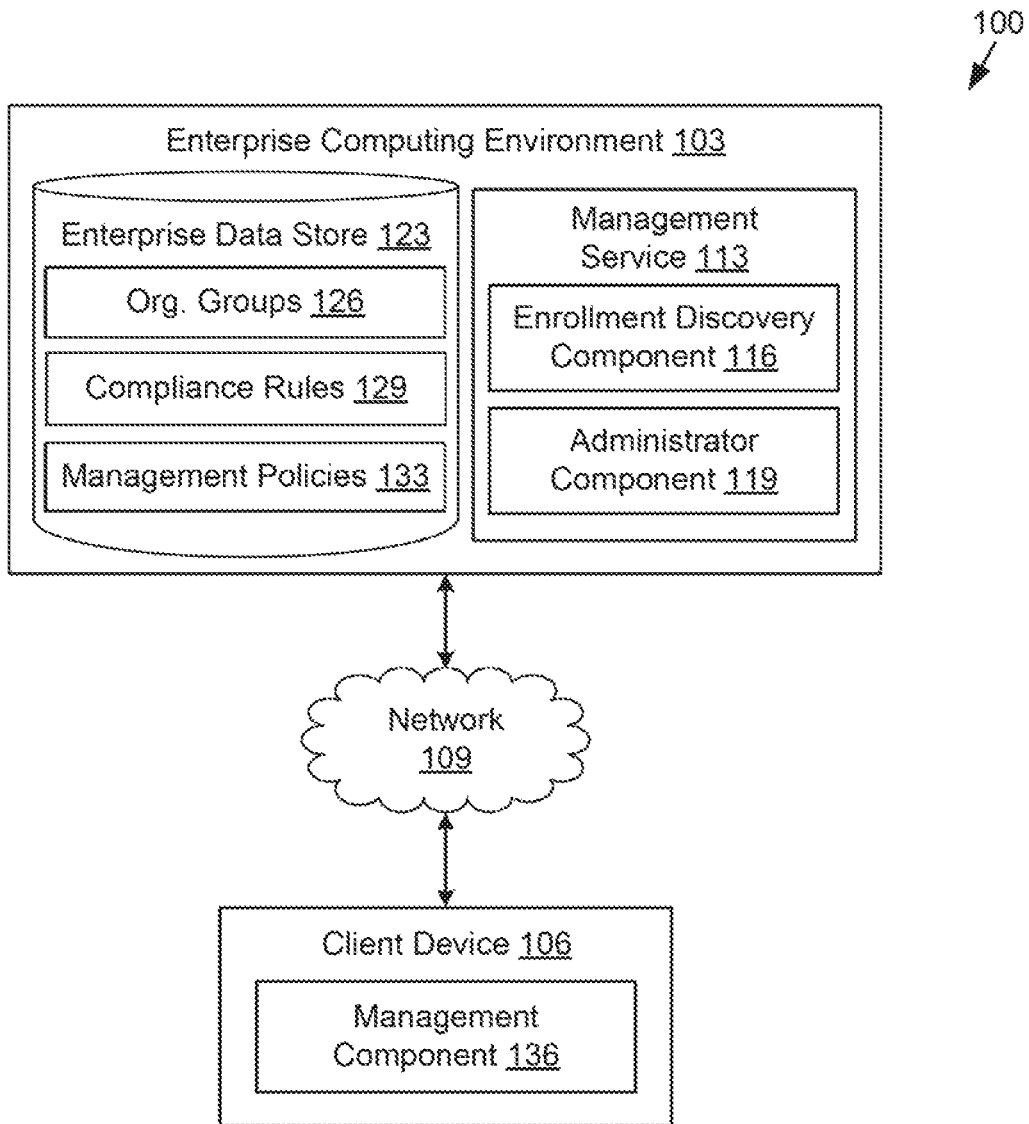 100
Enterprise Computing Environment 103
Enterprise Data Store 123
Org. Groups 126
Compliance Rules 129
Management Policies 133
Management
Service 113
Enrollment Discovery
Component 116
Administrator
Component 119
Network
109
Client Device 106
Management
Component 136